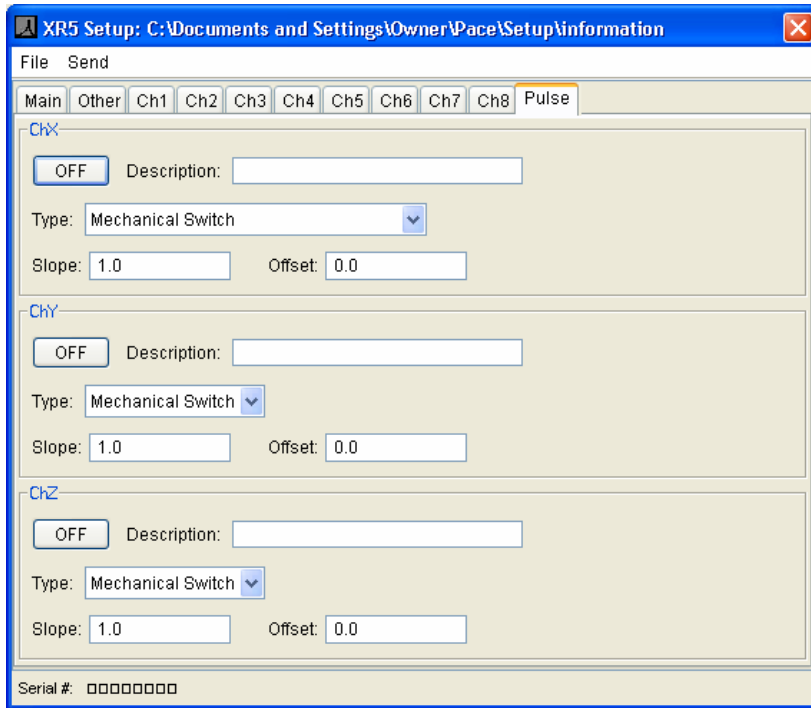 XR5 Setup: C:\Documents and Settings\Owner\Pace\Setup\information
File Send
Main Other Ch1 Ch2 Ch3 Ch4 Ch5 Ch6 Ch7 Ch8 Pulse
ChX
OFF Description:
Type: Mechanical Switch
Slope: 1.0 Offset: 0.0
ChY
OFF Description:
Type: Mechanical Switch
Slope: 1.0 Offset: 0.0
ChZ
OFF Description:
Type: Mechanical Switch
Slope: 1.0 Offset: 0.0
Serial #: □□□□□□□□